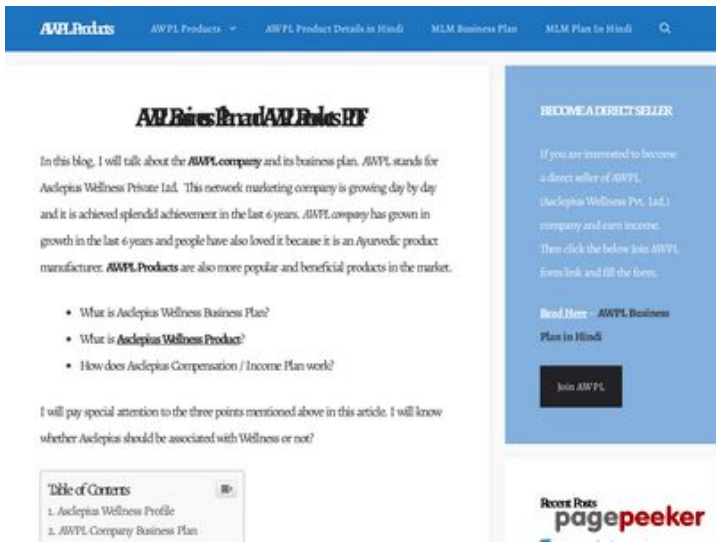 AWPL Products
AWPL Products
AWPL Product Details in Hindi
MLM Business Plan
MLM Plan In Hindi
AWPL Business Plan and AWPL Products PDF
In this blog, I will talk about the AWPL company and its business plan. AWPL stands for
Asclepius Wellness Private Ltd. This network marketing company is growing day by day
and it is achieved splendid achievement in the last 6 years. AWPL company has grown in
growth in the last 6 years and people have also loved it because it is an Ayurvedic product
manufacturer. AWPL Products are also more popular and beneficial products in the market.
• What is Asclepius Wellness Business Plan?
• What is Asclepius Wellness Product?
• How does Asclepius Compensation / Income Plan work?
I will pay special attention to the three points mentioned above in this article. I will know
whether Asclepius should be associated with Wellness or not?
Table of Contents
1. Asclepius Wellness Profile
2. AWPL Company Business Plan
BECOME A DIRECT SELLER
If you are interested to become
a direct seller of AWPL
(Asclepius Wellness Pvt. Ltd.)
company and earn income.
Then click the below Join AWPL
form link and fill the form.
Read Here – AWPL Business
Plan in Hindi
Join AWPL
Recent Posts
pagepeeker